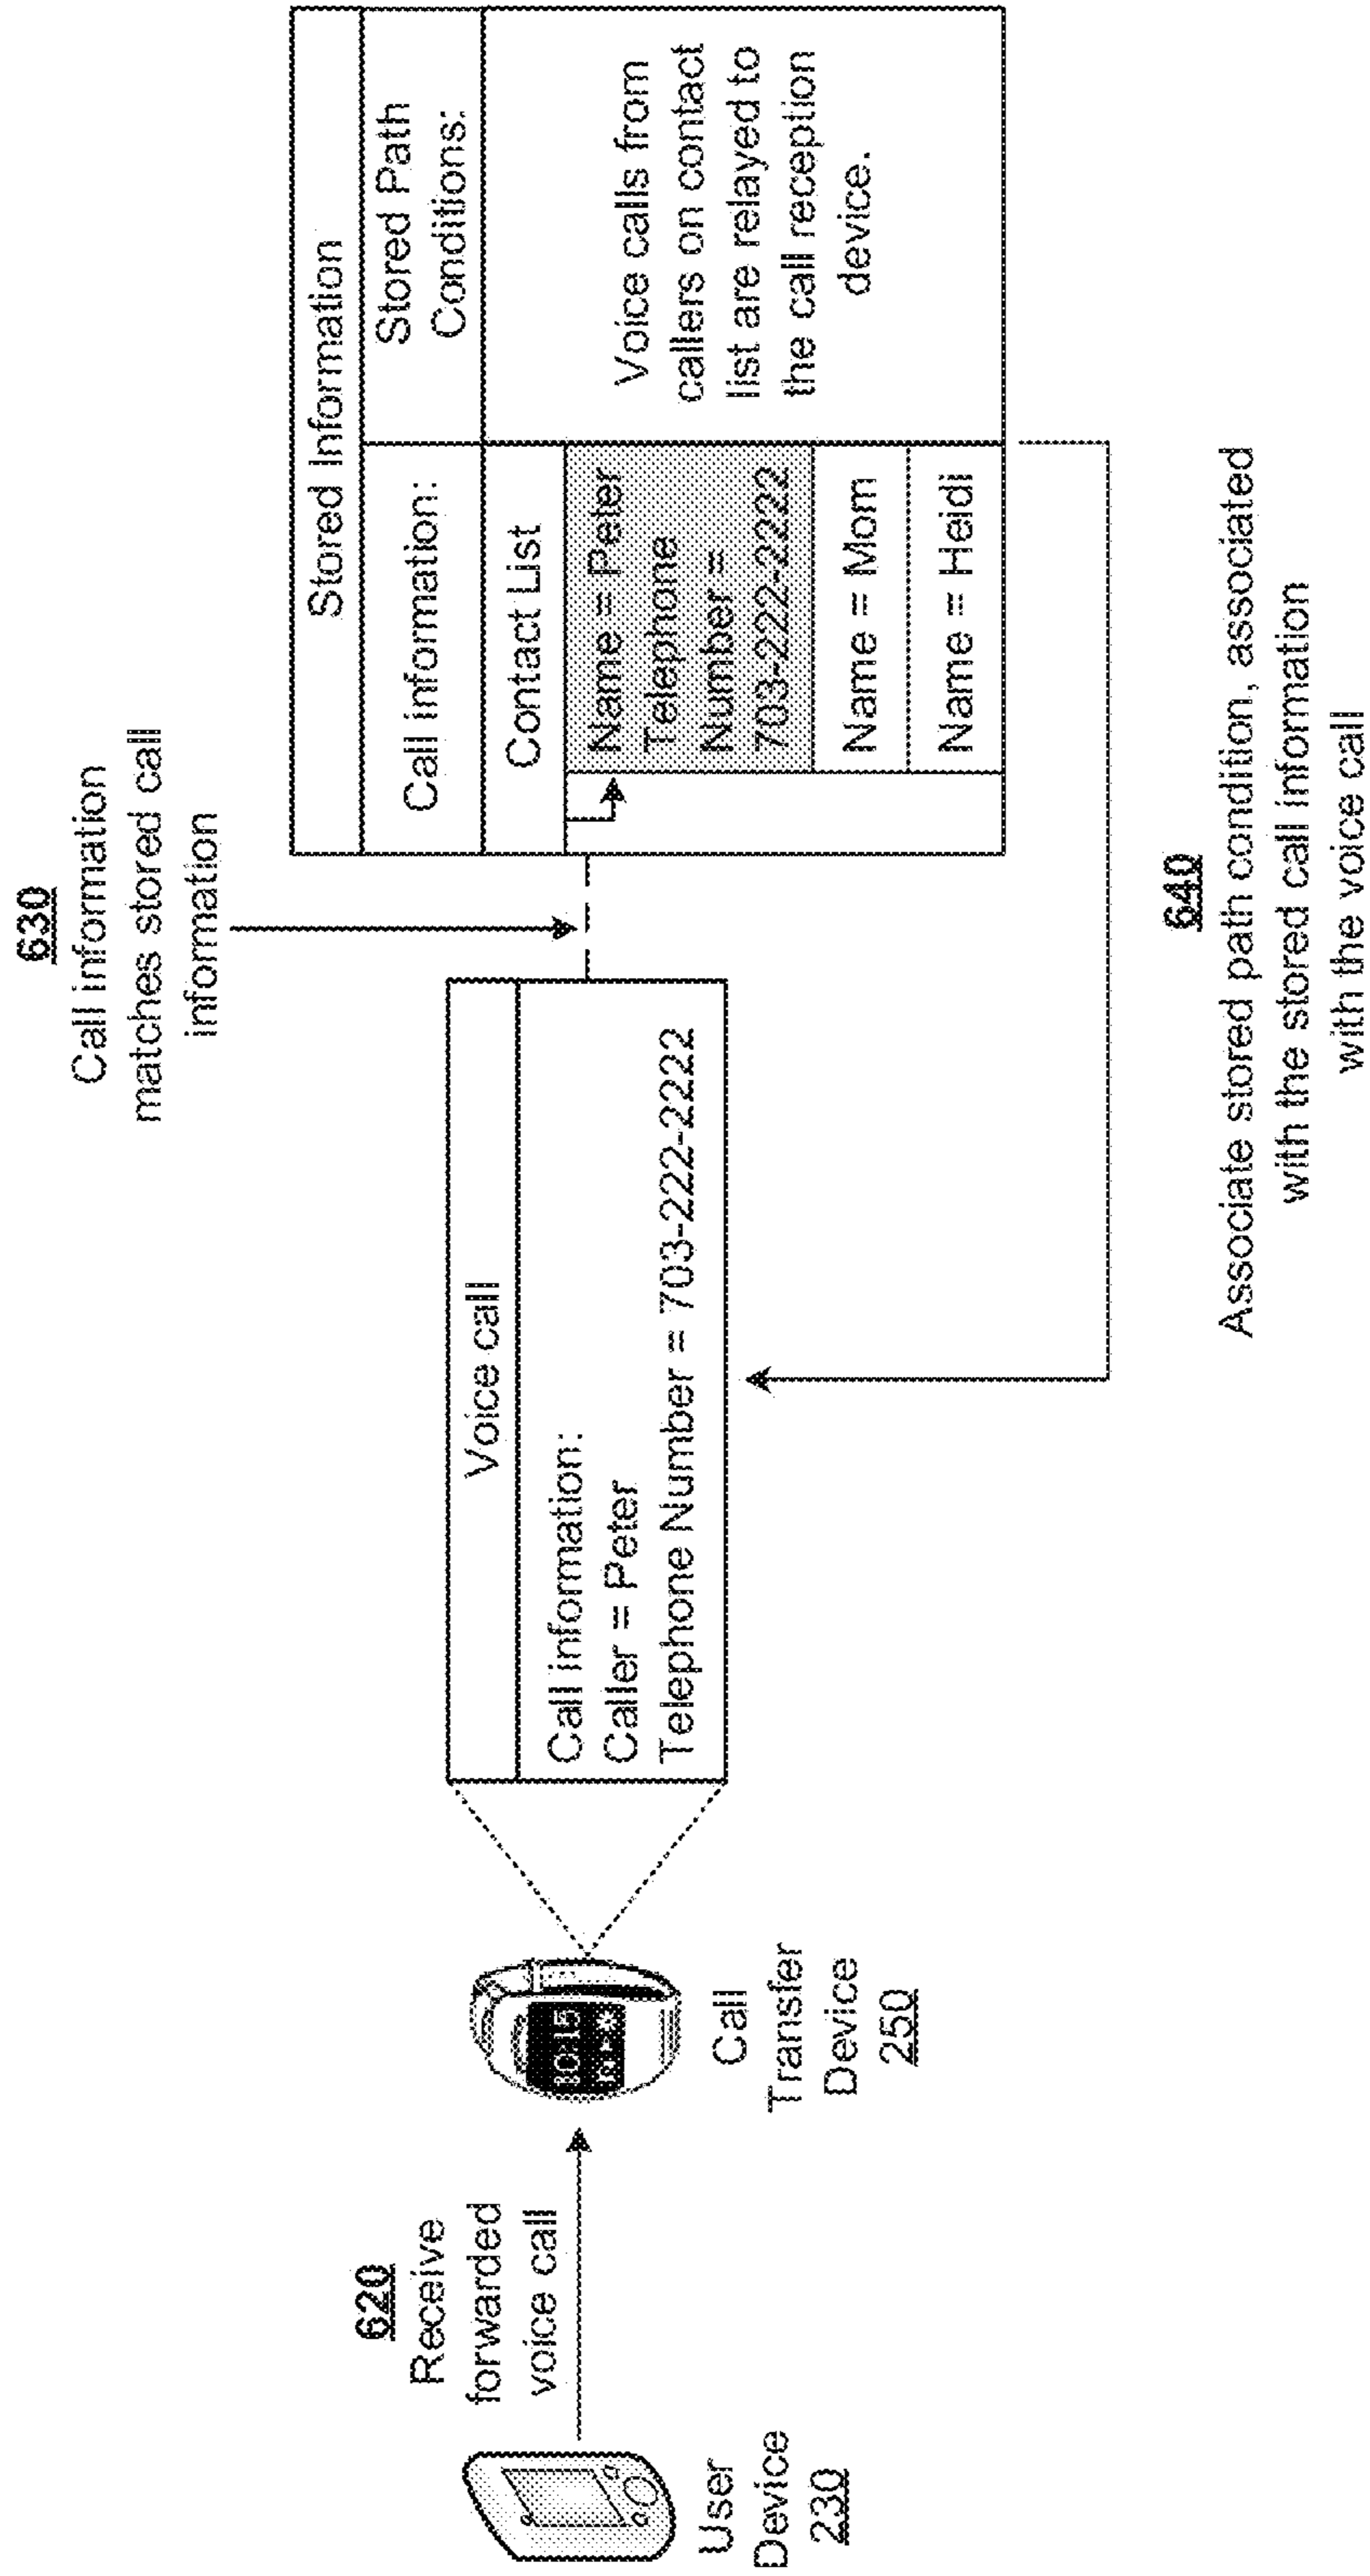 630
Call information
matches stored call
information
Stored Information
Call information:
Stored Path
Conditions:
Contact List
Name = Peter
Telephone
Number =
703-222-2222
Name = Mom
Name = Heidi
Voice calls from
callers on contact
list are relayed to
the call reception
device.
620
Receive
forwarded
voice call
Voice call
Call information:
Caller = Peter
Telephone Number = 703-222-2222
User
Device
230
Call
Transfer
Device
250
640
Associate stored path condition, associated
with the stored call information
with the voice call